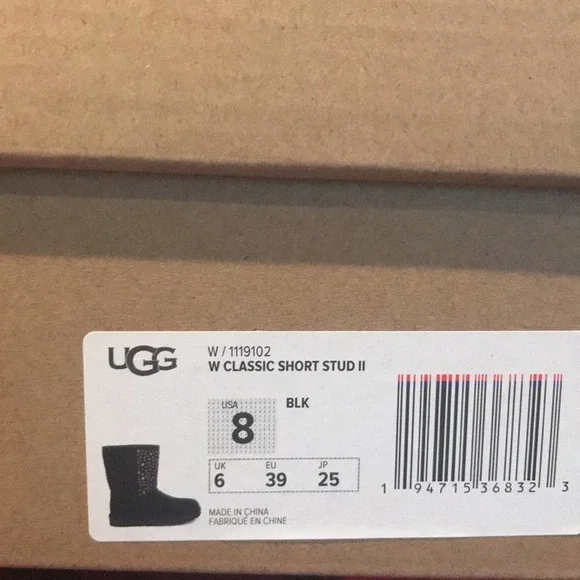 UGG
W / 1119102
W CLASSIC SHORT STUD II
USA
8
BLK
UK EU JP
6 39 25
MADE IN CHINA
FABRIQUÉ EN CHINE
1 94715 36832 3